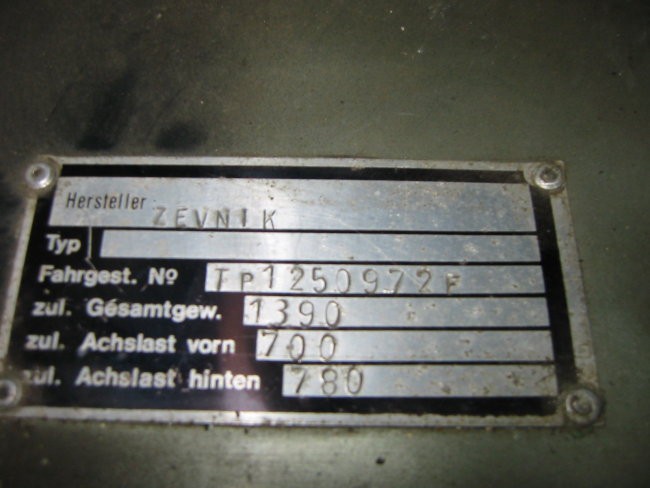 Hersteller ZEVNIK
Typ
Fahrgest. Nº TP1250972F
zul. Gesamtgew. 1390
zul. Achslast vorn 700
zul. Achslast hinten 780